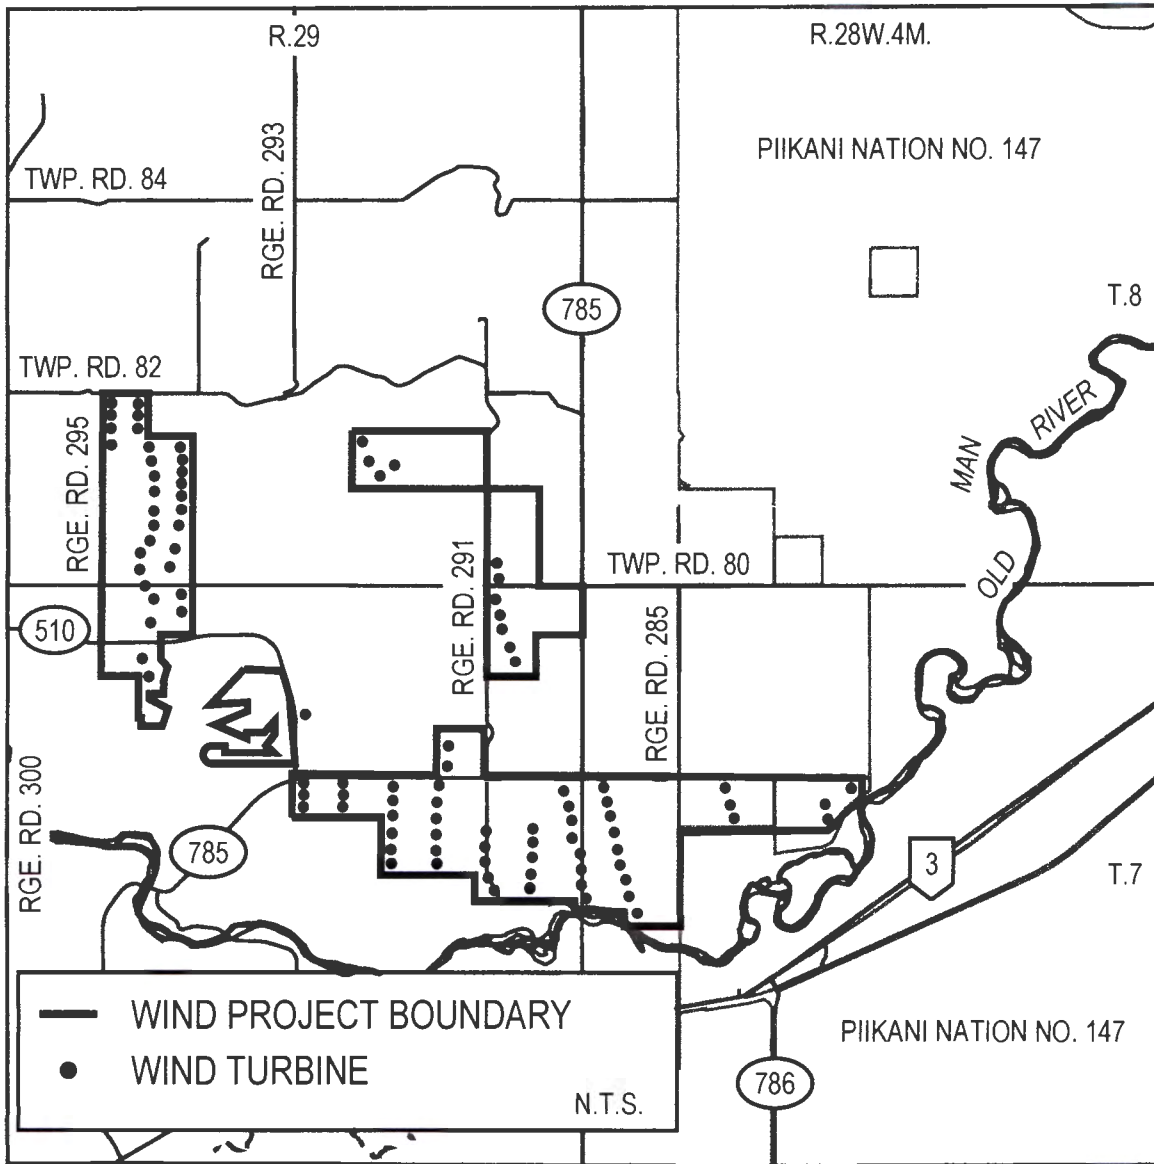 R.29
R.28W.4M.
RGE. RD. 293
PIIKANI NATION NO. 147
TWP. RD. 84
785
T.8
TWP. RD. 82
RIVER
MAN
OLD
RGE. RD. 295
RGE. RD. 291
TWP. RD. 80
510
RGE. RD. 285
RGE. RD. 300
785
3
T.7
WIND PROJECT BOUNDARY
WIND TURBINE
N.T.S.
PIIKANI NATION NO. 147
786